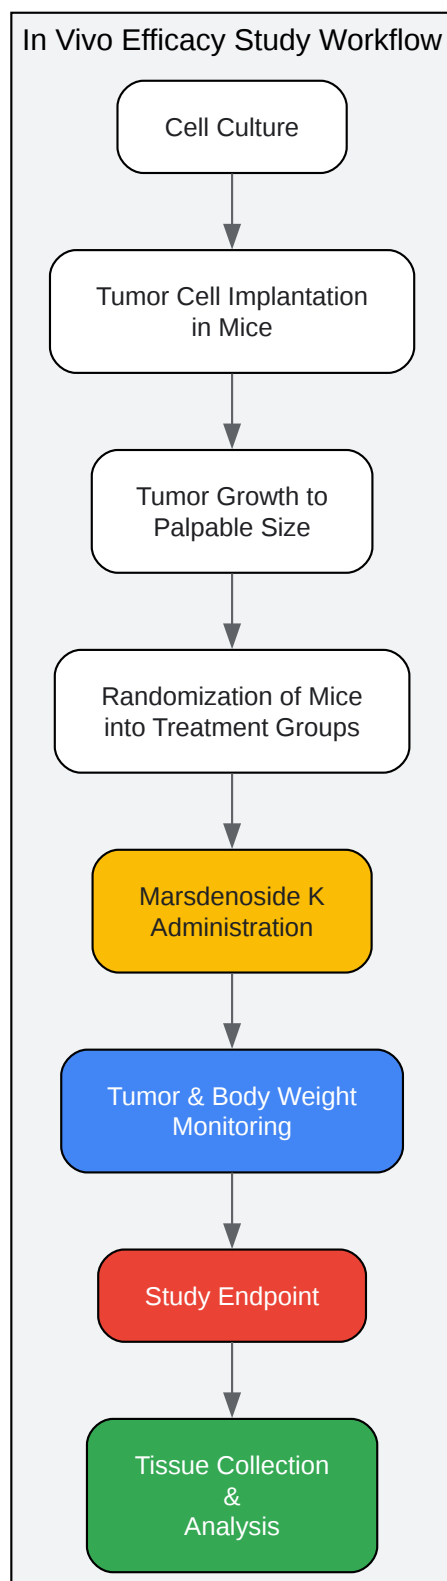 In Vivo Efficacy Study Workflow
Cell Culture
Tumor Cell Implantation
in Mice
Tumor Growth to
Palpable Size
Randomization of Mice
into Treatment Groups
Marsdenoside K
Administration
Tumor & Body Weight
Monitoring
Study Endpoint
Tissue Collection
&
Analysis